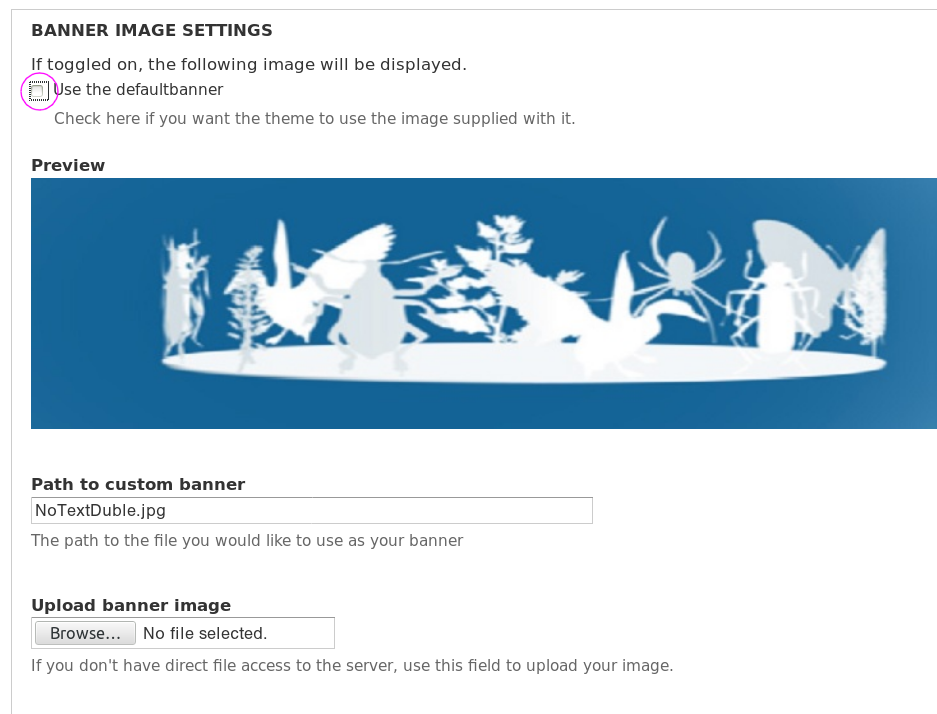 BANNER IMAGE SETTINGS
If toggled on, the following image will be displayed.
Use the defaultbanner
Check here if you want the theme to use the image supplied with it.
Preview
Path to custom banner
NoTextDuble.jpg
The path to the file you would like to use as your banner
Upload banner image
Browse... No file selected.
If you don't have direct file access to the server, use this field to upload your image.